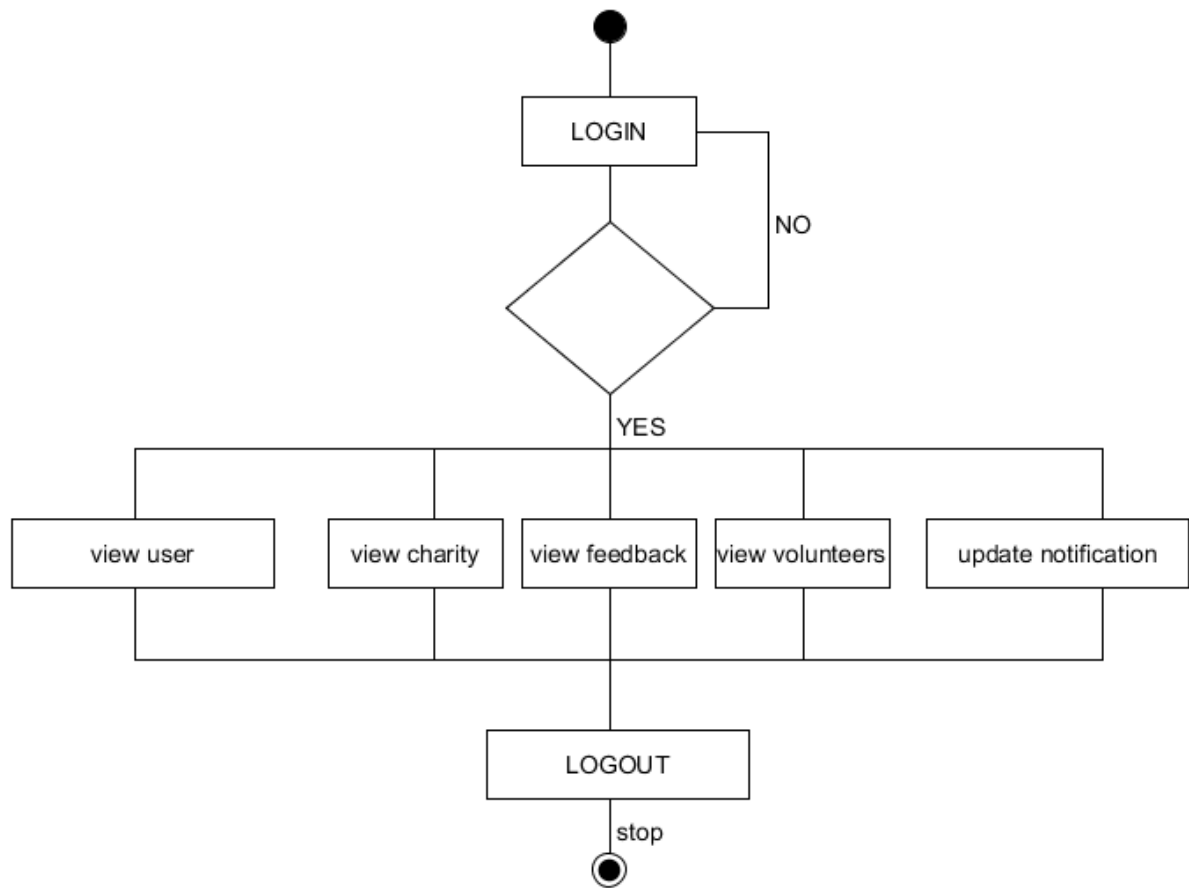 LOGIN
NO
YES
view user
view charity
view feedback
view volunteers
update notification
LOGOUT
stop